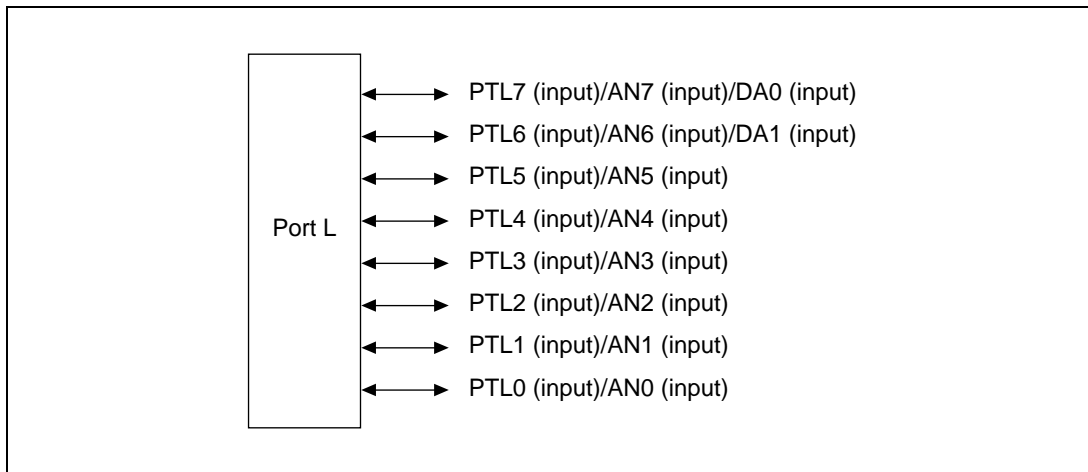 Port L
PTL7 (input)/AN7 (input)/DA0 (input)
PTL6 (input)/AN6 (input)/DA1 (input)
PTL5 (input)/AN5 (input)
PTL4 (input)/AN4 (input)
PTL3 (input)/AN3 (input)
PTL2 (input)/AN2 (input)
PTL1 (input)/AN1 (input)
PTL0 (input)/AN0 (input)